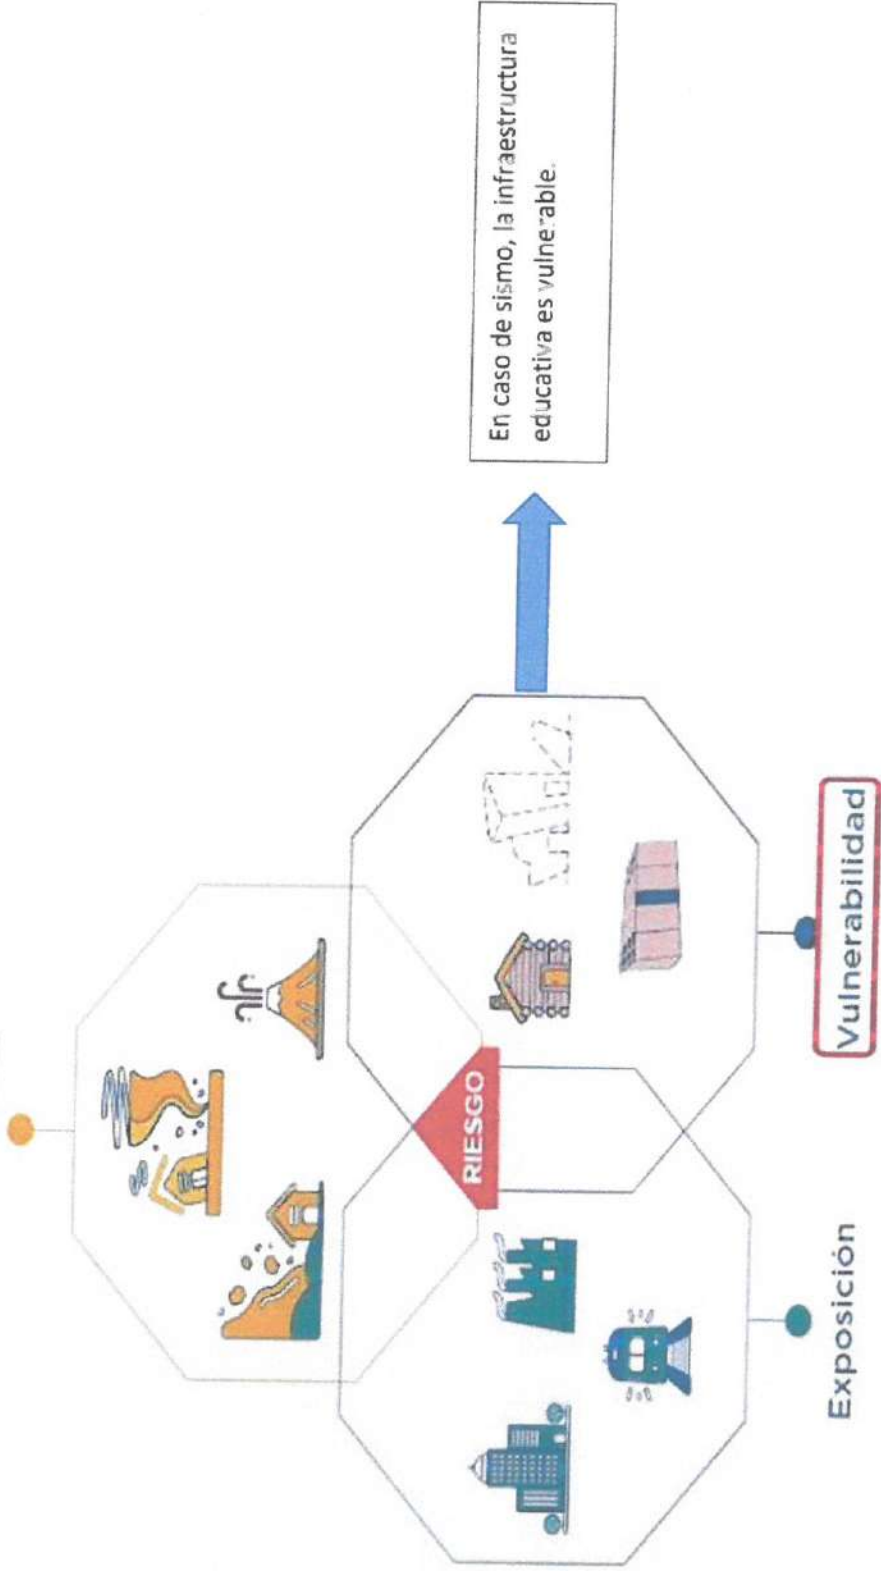 RIESGO
En caso de sismo, la infraestructura
educativa es vulnerable.
Exposición
Vulnerabilidad